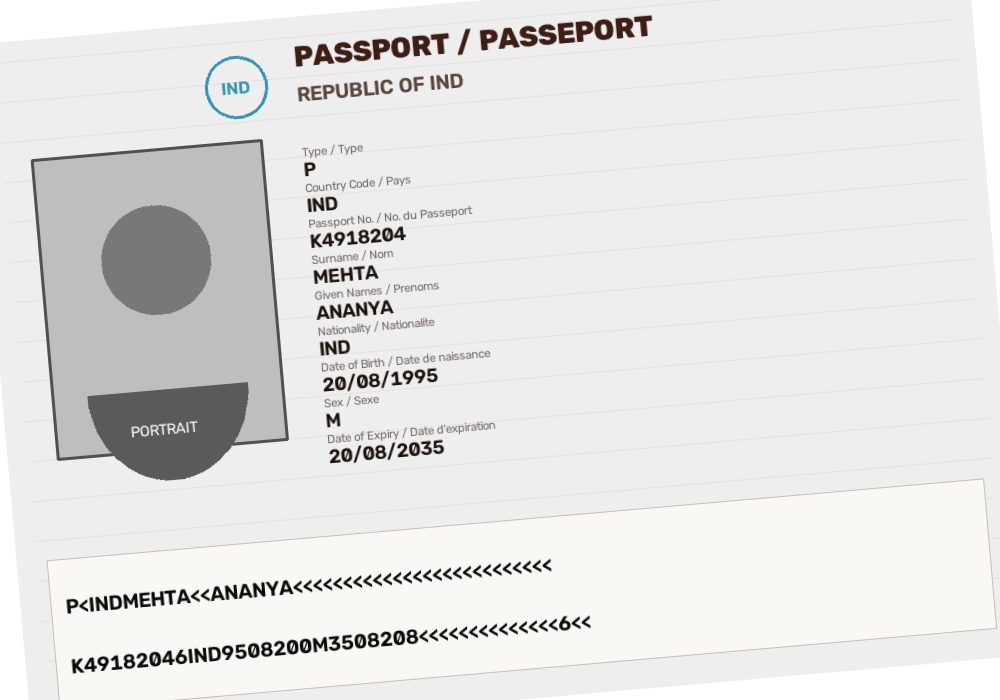 PASSPORT / PASSEPORT
IND
REPUBLIC OF IND
Type / Type
P
Country Code / Pays
IND
Passport No. / No. du Passeport
K4918204
Surname / Nom
MEHTA
Given Names / Prenoms
ANANYA
Nationality / Nationalite
IND
Date of Birth / Date de naissance
20/08/1995
Sex / Sexe
M
Date of Expiry / Date d'expiration
20/08/2035
PORTRAIT
P<INDMEHTA<<ANANYA<<<<<<<<<<<<<<<<<<<<<<<<<<
K49182046IND9508200M3508208<<<<<<<<<<<<<<6<<